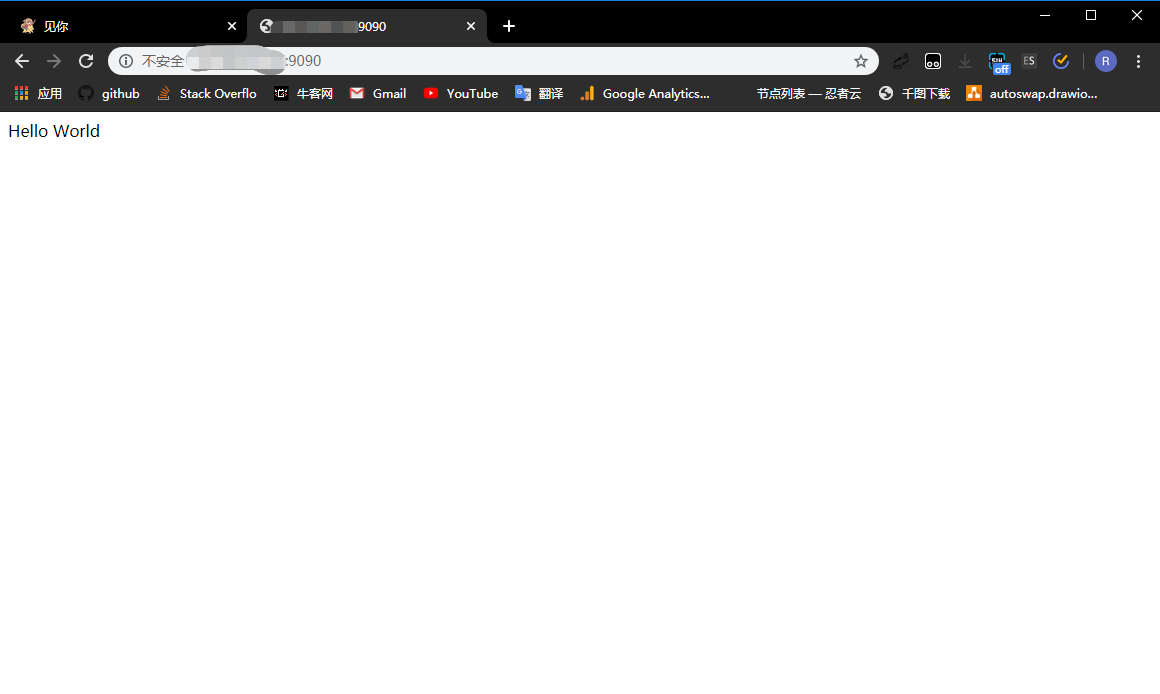 见你
9090
不安全 :9090
off
ES
R
应用 github Stack Overflo 牛客网 Gmail YouTube 翻译 Google Analytics... 节点列表 — 忍者云 千图下载 autoswap.drawio...
Hello World